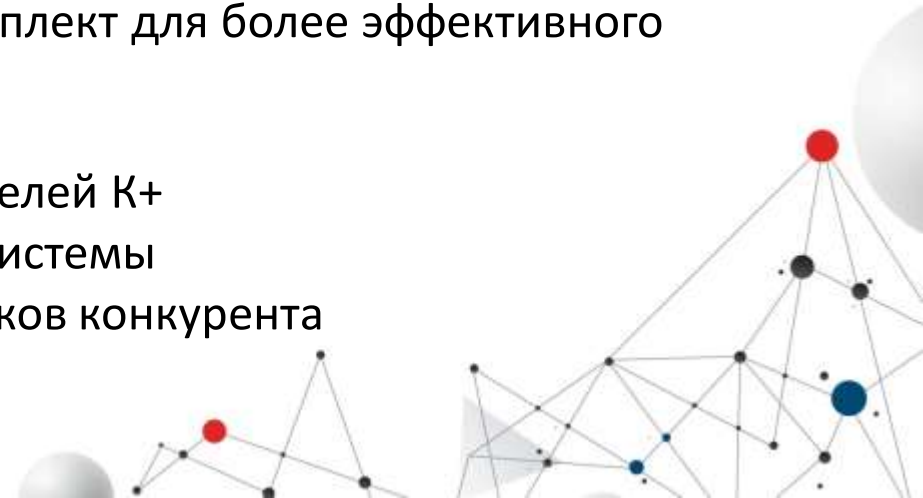 плект для более эффективного
елей К+
истемы
ков конкурента